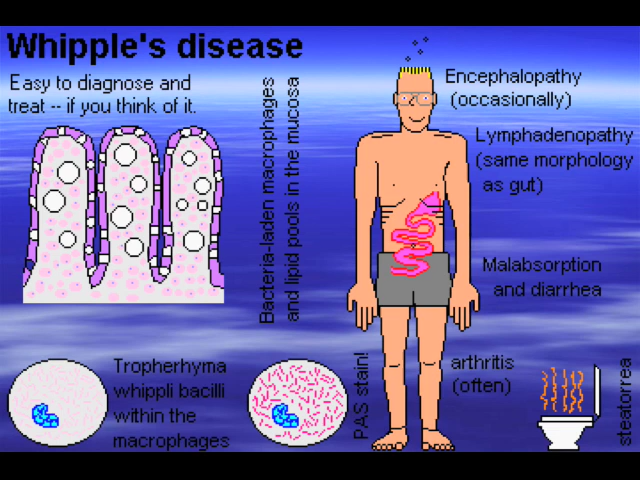 Whipple's disease
Easy to diagnose and
treat -- if you think of it.
Bacteria-laden macrophages
and lipid pools in the mucosa
Encephalopathy
(occasionally)
Lymphadenopathy
(same morphology
as gut)
Malabsorption
and diarrhea
Tropherhyma
whippli bacilli
within the
macrophages
PAS stain!
arthritis
(often)
steatorrea